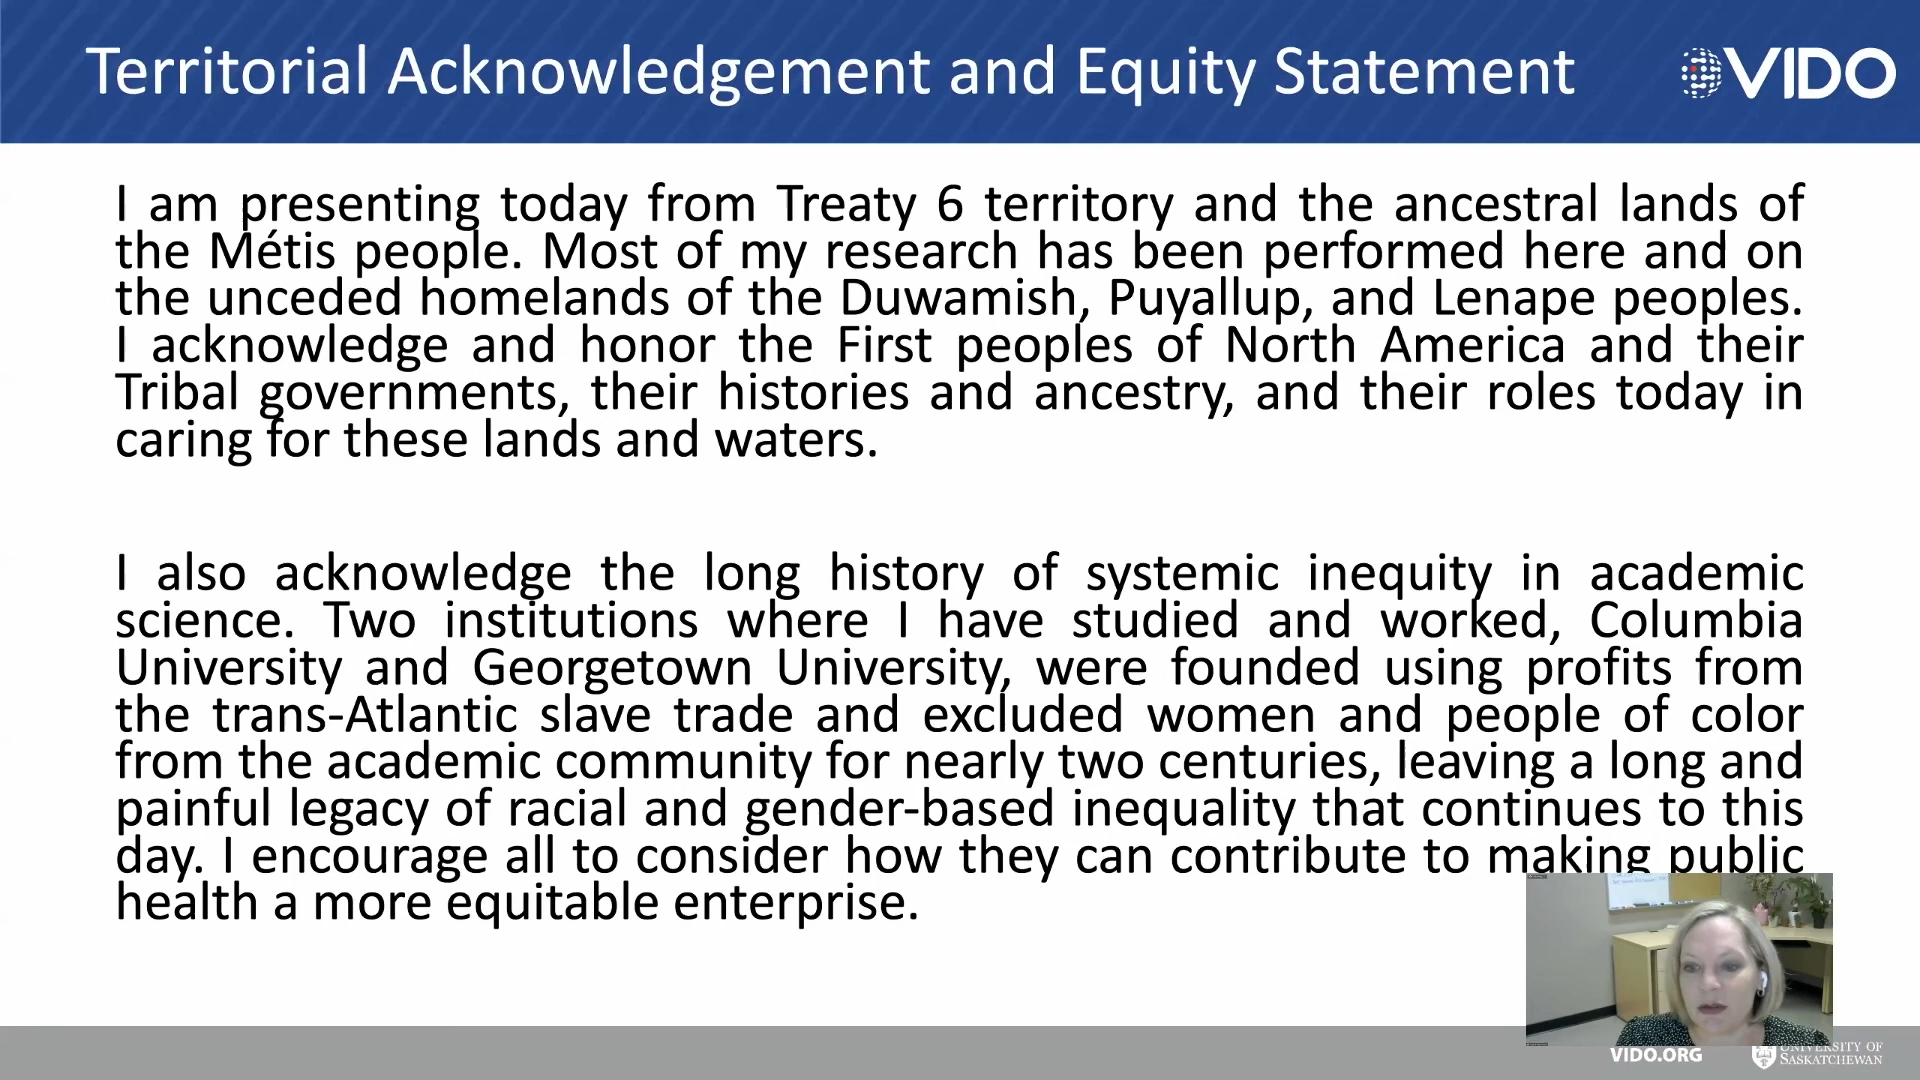 Territorial Acknowledgement and Equity Statement
VIDO
I am presenting today from Treaty 6 territory and the ancestral lands of
the Métis people. Most of my research has been performed here and on
the unceded homelands of the Duwamish, Puyallup, and Lenape peoples.
I acknowledge and honor the First peoples of North America and their
Tribal governments, their histories and ancestry, and their roles today in
caring for these lands and waters.
I also acknowledge the long history of systemic inequity in academic
science. Two institutions where I have studied and worked, Columbia
University and Georgetown University, were founded using profits from
the trans-Atlantic slave trade and excluded women and people of color
from the academic community for nearly two centuries, leaving a long and
painful legacy of racial and gender-based inequality that continues to this
day. I encourage all to consider how they can contribute to making public
health a more equitable enterprise.
VIDO.ORG
UNIVERSITY OF
SASKATCHEWAN